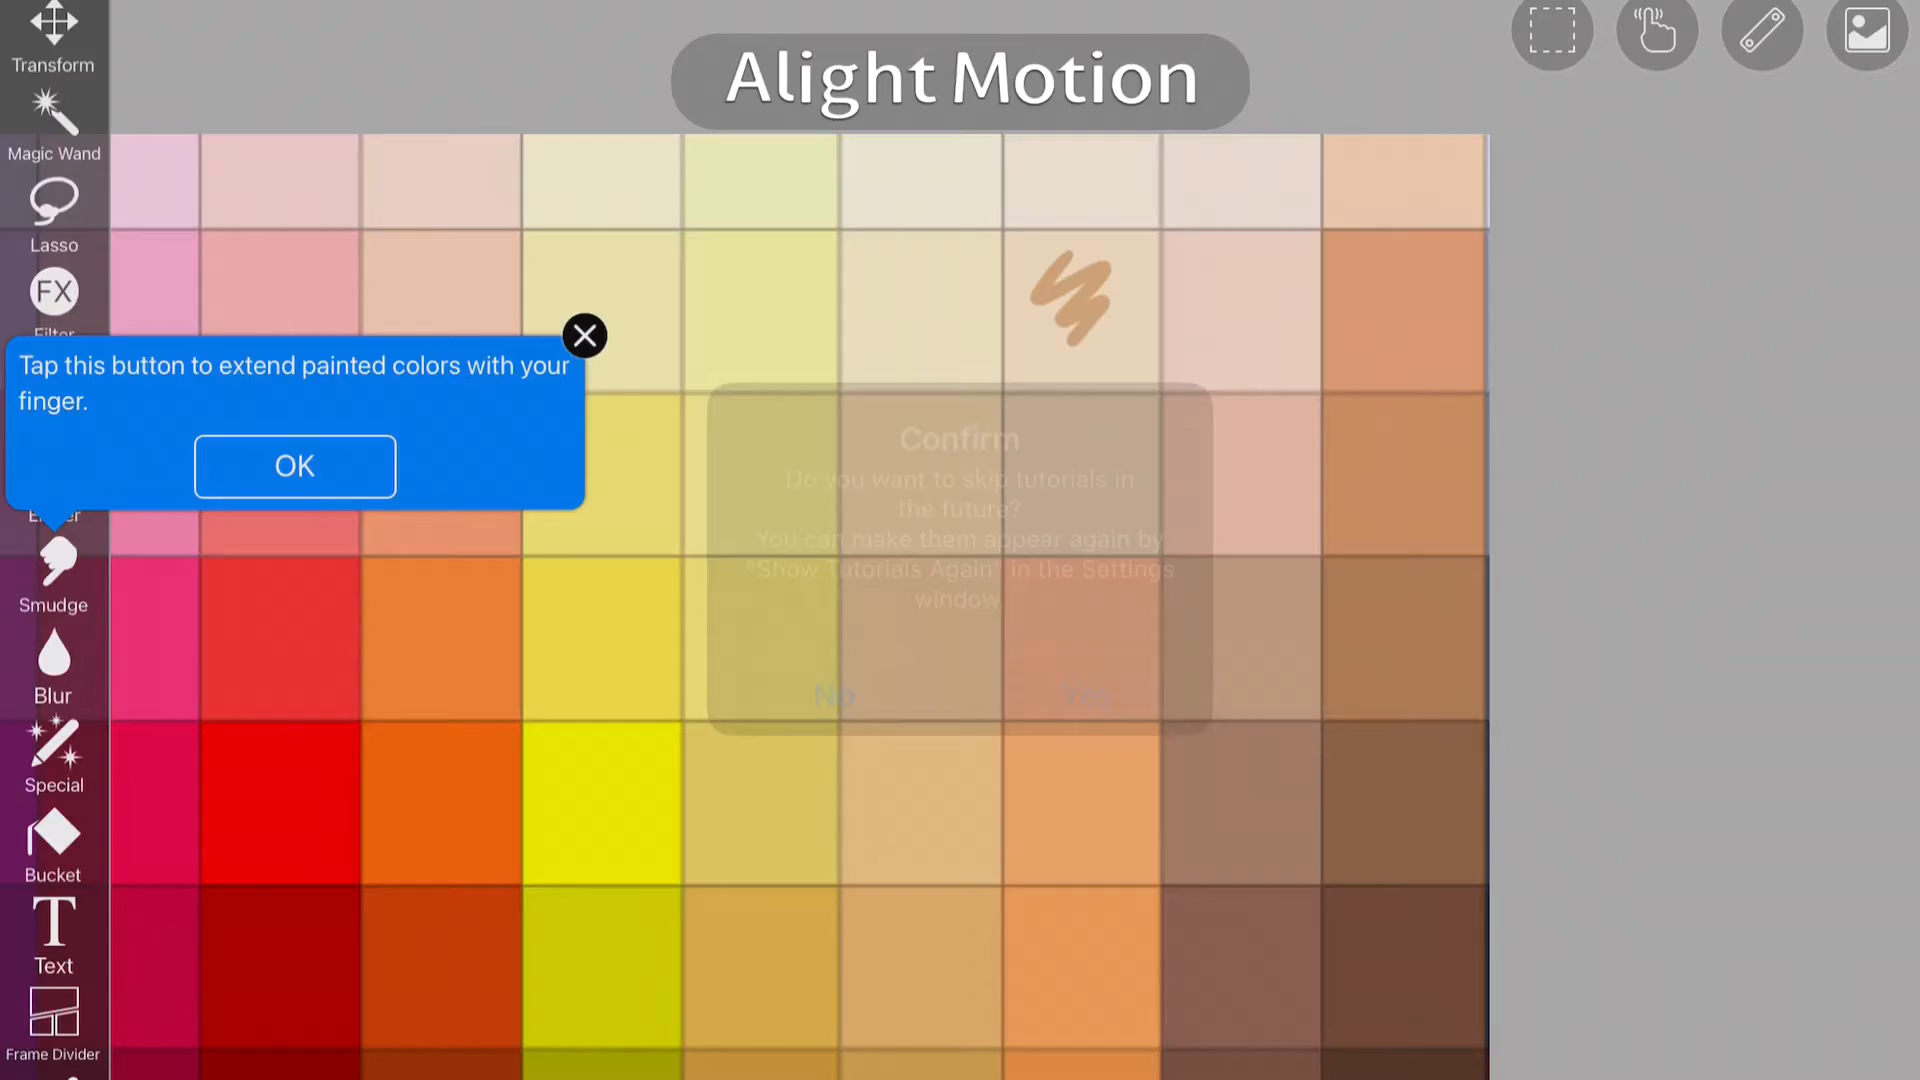 Alight Motion
Transform
Magic Wand
Lasso
FX
Filter
Tap this button to extend painted colors with your
finger.
OK
Smudge
Blur
Special
Bucket
T
Text
Frame Divider
Confirm
Do you want to skip tutorials in
the future?
You can make them appear again by
"Show Tutorials Again" in the Settings
window.
No
Yes